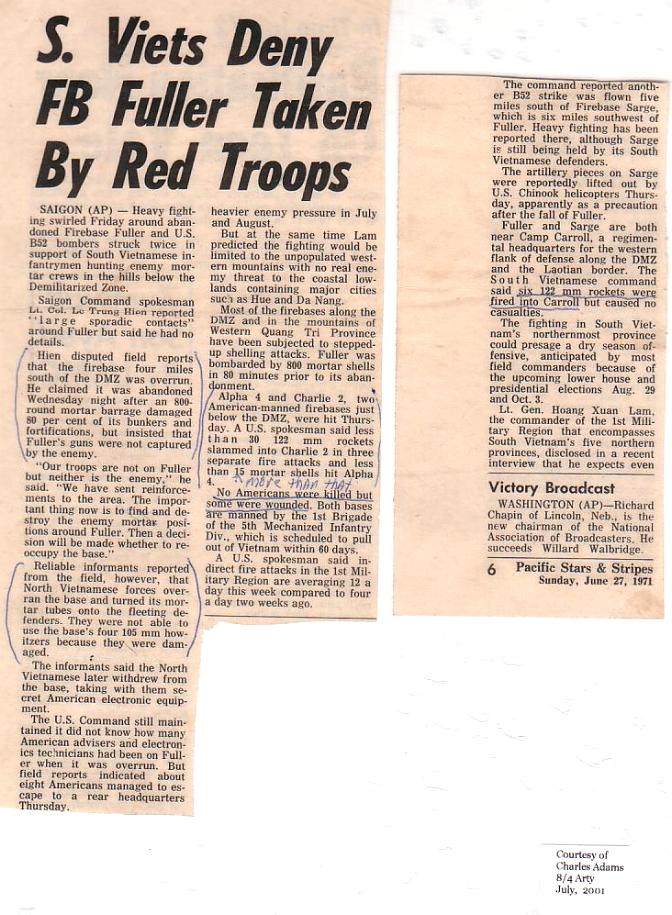 S. Viets Deny
FB Fuller Taken
By Red Troops
SAIGON (AP) — Heavy fight-
ing swirled Friday around aban-
doned Firebase Fuller and U.S.
B52 bombers struck twice in
support of South Vietnamese in-
fantrymen hunting enemy mor-
tar crews in the hills below the
Demilitarized Zone.
Saigon Command spokesman
Lt. Col. Le Trung Hien reported
"large sporadic contacts"
around Fuller but said he had no
details.
Hien disputed field reports
that the firebase four miles
south of the DMZ was overrun.
He claimed it was abandoned
Wednesday night after an 800-
round mortar barrage damaged
80 per cent of its bunkers and
fortifications, but insisted that
Fuller's guns were not captured
by the enemy.
"Our troops are not on Fuller
but neither is the enemy," he
said. "We have sent reinforce-
ments to the area. The impor-
tant thing now is to find and de-
stroy the enemy mortar posi-
tions around Fuller. Then a deci-
sion will be made whether to re-
occupy the base."
Reliable informants reported
from the field, however, that
North Vietnamese forces over-
ran the base and turned its mor-
tar tubes onto the fleeting de-
fenders. They were not able to
use the base's four 105 mm how-
itzers because they were dam-
aged.
The informants said the North
Vietnamese later withdrew from
the base, taking with them se-
cret American electronic equip-
ment.
The U.S. Command still main-
tained it did not know how many
American advisers and electron-
ics technicians had been on Full-
er when it was overrun. But
field reports indicated about
eight Americans managed to es-
cape to a rear headquarters
Thursday.
The command reported anoth-
er B52 strike was flown five
miles south of Firebase Sarge,
which is six miles southwest of
Fuller. Heavy fighting has been
reported there, although Sarge
is still being held by its South
Vietnamese defenders.
The artillery pieces on Sarge
were reportedly lifted out by
U.S. Chinook helicopters Thurs-
day, apparently as a precaution
after the fall of Fuller.
Fuller and Sarge are both
near Camp Carroll, a regimen-
tal headquarters for the western
flank of defense along the DMZ
and the Laotian border. The
South Vietnamese command
said six 122 mm rockets were
fired into Carroll but caused no
casualties.
The fighting in South Viet-
nam's northernmost province
could presage a dry season of-
fensive, anticipated by most
field commanders because of
the upcoming lower house and
presidential elections Aug. 29
and Oct. 3.
Lt. Gen. Hoang Xuan Lam,
the commander of the 1st Mili-
tary Region that encompasses
South Vietnam's five northern
provinces, disclosed in a recent
interview that he expects even
heavier enemy pressure in July
and August.
But at the same time Lam
predicted the fighting would be
limited to the unpopulated west-
ern mountains with no real ene-
my threat to the coastal low-
lands containing major cities
such as Hue and Da Nang.
Most of the firebases along the
DMZ and in the mountains of
Western Quang Tri Province
have been subjected to stepped-
up shelling attacks. Fuller was
bombarded by 800 mortar shells
in 80 minutes prior to its aban-
donment.
Alpha 4 and Charlie 2, two
American-manned firebases just
below the DMZ, were hit Thurs-
day. A U.S. spokesman said less
than 30 122 mm rockets
slammed into Charlie 2 in three
separate fire attacks and less
than 15 mortar shells hit Alpha
4. "more than that"
No Americans were killed but
some were wounded. Both bases
are manned by the 1st Brigade
of the 5th Mechanized Infantry
Div., which is scheduled to pull
out of Vietnam within 60 days.
A U.S. spokesman said in-
direct fire attacks in the 1st Mil-
itary Region are averaging 12 a
day this week compared to four
a day two weeks ago.
Victory Broadcast
WASHINGTON (AP)—Richard
Chapin of Lincoln, Neb., is the
new chairman of the National
Association of Broadcasters. He
succeeds Willard Walbridge.
6 Pacific Stars & Stripes
Sunday, June 27, 1971
Courtesy of
Charles Adams
8/4 Arty
July, 2001